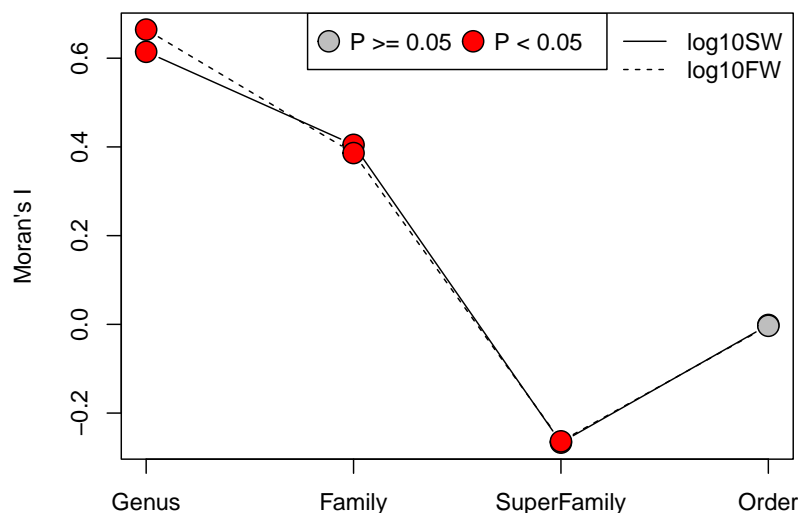 P >= 0.05 P < 0.05
log10SW
log10FW
Moran's I
0.6
0.4
0.2
0.0
−0.2
Genus Family SuperFamily Order